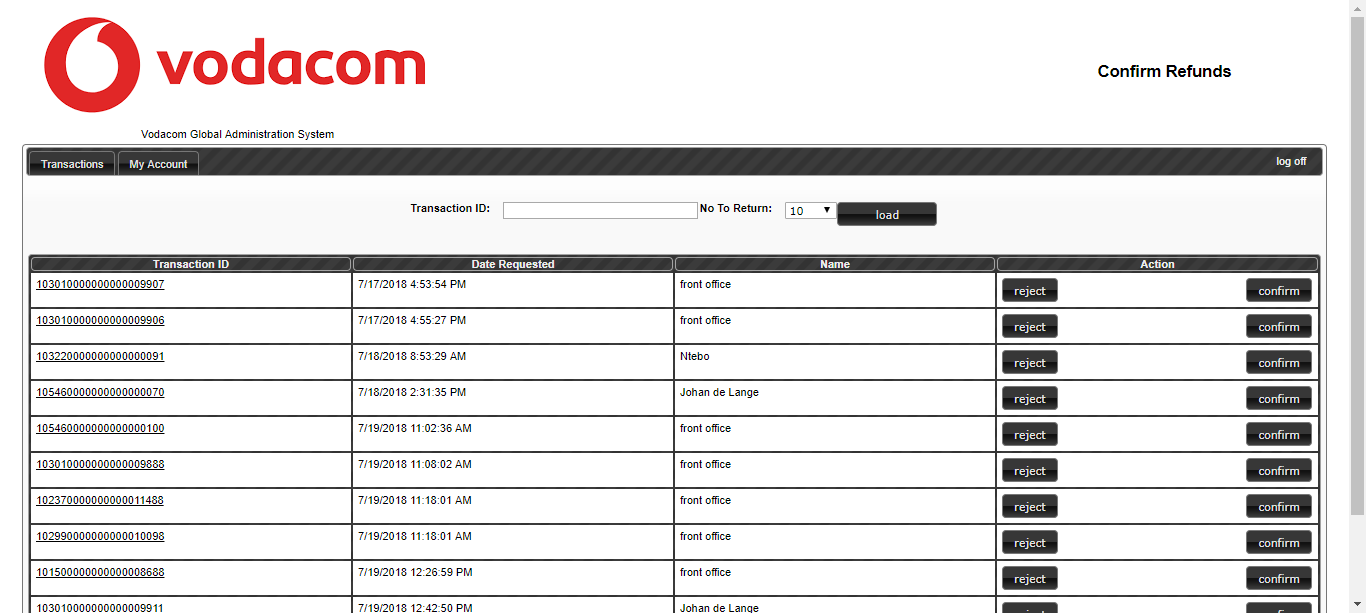 vodacom
Confirm Refunds
Vodacom Global Administration System
Transactions My Account log off
Transaction ID: No To Return: 10 load
Transaction ID Date Requested Name Action
103010000000000009907 7/17/2018 4:53:54 PM front office reject confirm
103010000000000009906 7/17/2018 4:55:27 PM front office reject confirm
103220000000000000091 7/18/2018 8:53:29 AM Ntebo reject confirm
105460000000000000070 7/18/2018 2:31:35 PM Johan de Lange reject confirm
105460000000000000100 7/19/2018 11:02:36 AM front office reject confirm
103010000000000009888 7/19/2018 11:08:02 AM front office reject confirm
102370000000000011488 7/19/2018 11:18:01 AM front office reject confirm
102990000000000010098 7/19/2018 11:18:01 AM front office reject confirm
101500000000000008688 7/19/2018 12:26:59 PM front office reject confirm
103010000000000009911 7/19/2018 12:42:50 PM Johan de Lange